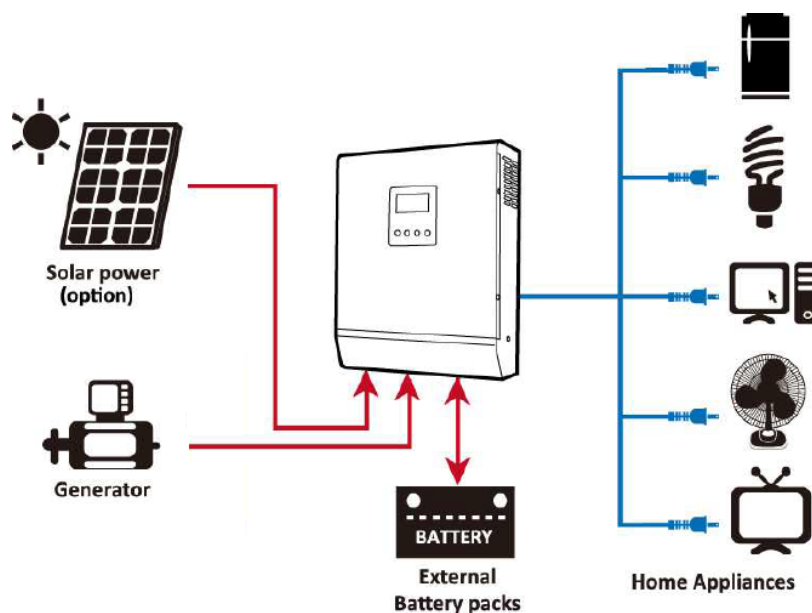 Solar power
(option)
Generator
BATTERY
External
Battery packs
Home Appliances